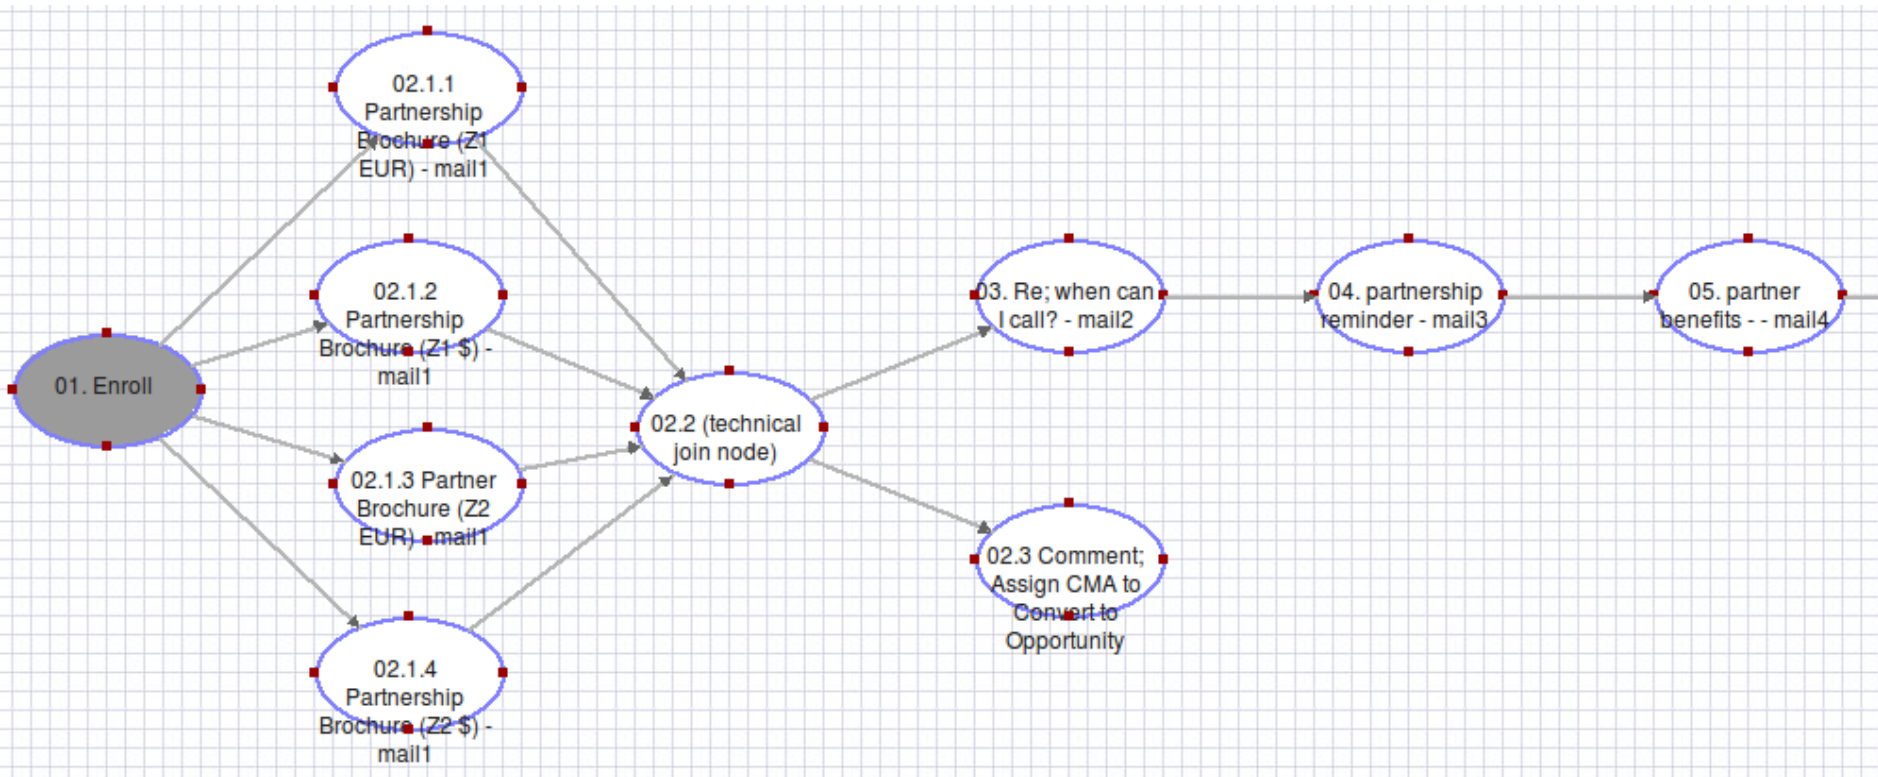 02.1.1
Partnership
Brochure (Z1
EUR) - mail1
02.1.2
Partnership
Brochure (Z1 $) -
mail1
01. Enroll
02.1.3 Partner
Brochure (Z2
EUR) - mail1
02.1.4
Partnership
Brochure (Z2 $) -
mail1
02.2 (technical
join node)
03. Re; when can
I call? - mail2
04. partnership
reminder - mail3
05. partner
benefits - - mail4
02.3 Comment;
Assign CMA to
Convert to
Opportunity